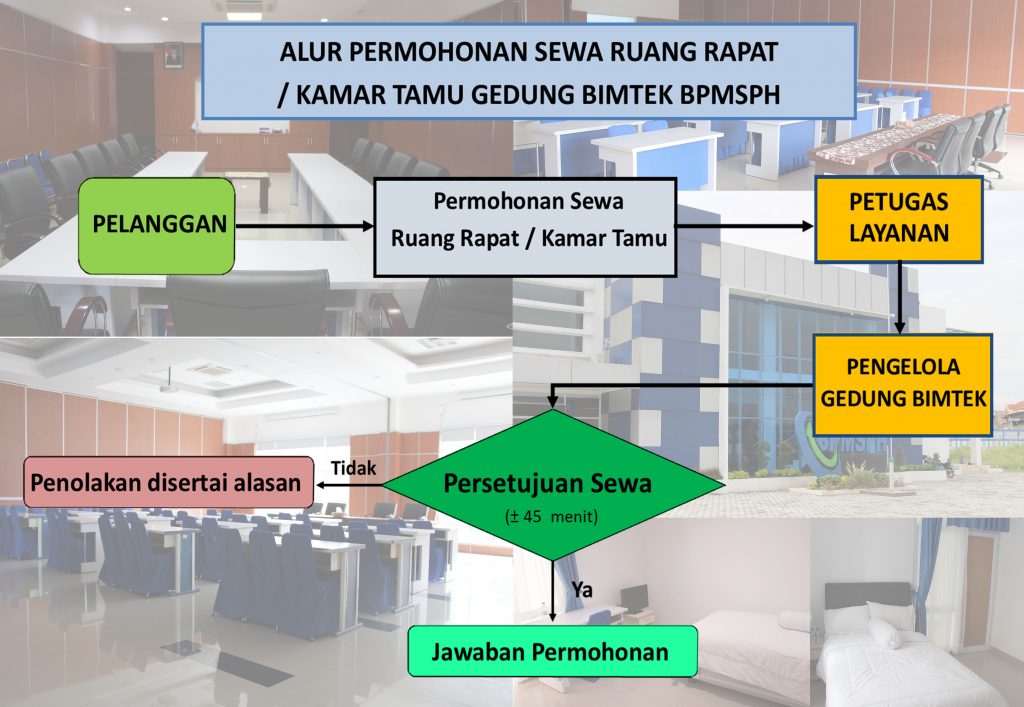 ALUR PERMOHONAN SEWA RUANG RAPAT
/ KAMAR TAMU GEDUNG BIMTEK BPMSPH
PELANGGAN
Permohonan Sewa
Ruang Rapat / Kamar Tamu
PETUGAS
LAYANAN
PENGELOLA
GEDUNG BIMTEK
Persetujuan Sewa
(± 45 menit)
Tidak
Penolakan disertai alasan
Ya
Jawaban Permohonan